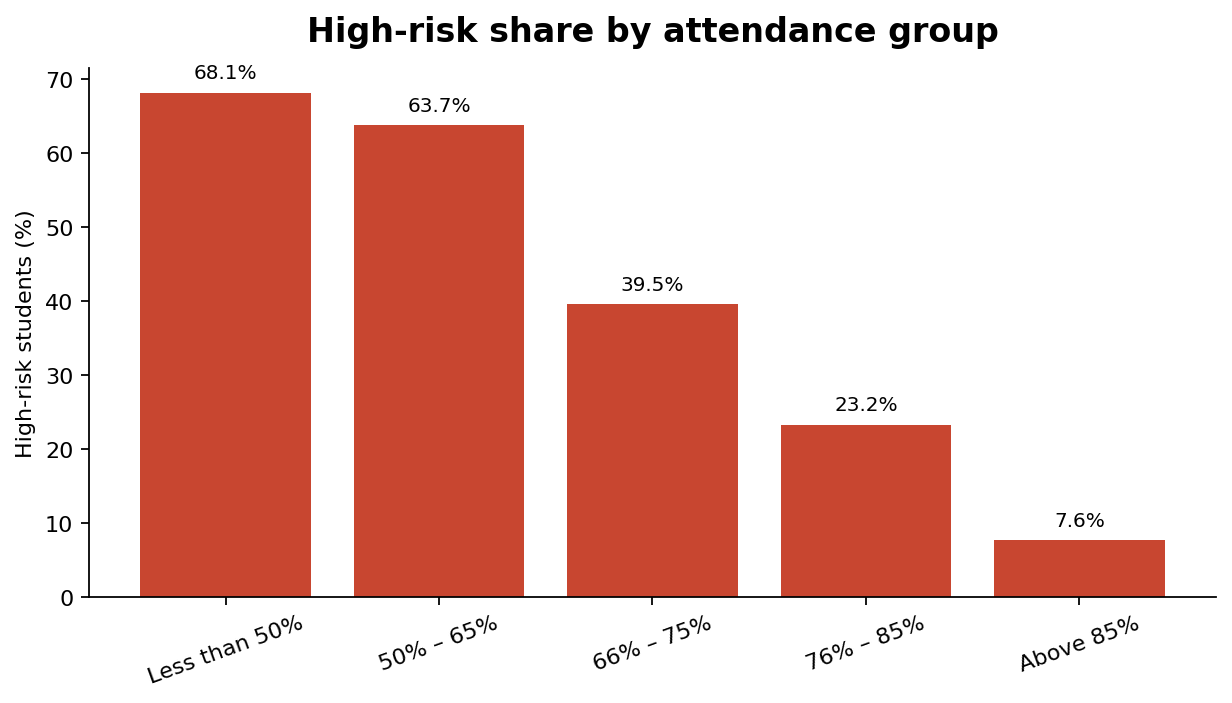 High-risk share by attendance group
High-risk students (%)
70
60
50
40
30
20
10
0
68.1%
63.7%
39.5%
23.2%
7.6%
Less than 50%
50% – 65%
66% – 75%
76% – 85%
Above 85%